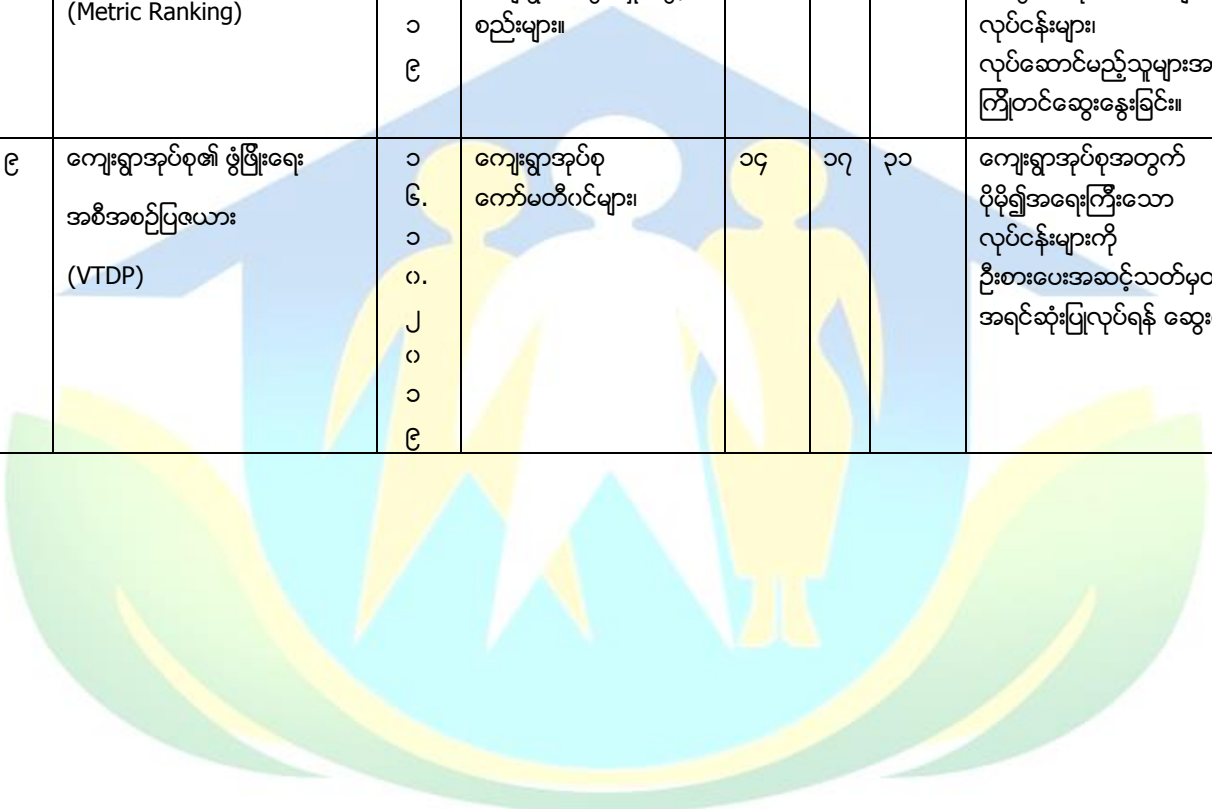 (Metric Ranking)
၁
၉
စည်းများ။
လုပ်ငန်းများ၊
လုပ်ဆောင်မည့်သူများအ
ကြိုတင်ဆွေးနွေးခြင်း။
၉
ကျေးရွာအုပ်စု၏ ဖွံ့ဖြိုးရေး
အစီအစဉ်ပြဇယား
(VTDP)
၁
၆.
၁
၀.
၂
၀
၁
၉
ကျေးရွာအုပ်စု
ကော်မတီဝင်များ၊
၁၄
၁၇
၃၁
ကျေးရွာအုပ်စုအတွက်
ပိုမို၍အရေးကြီးသော
လုပ်ငန်းများကို
ဦးစားပေးအဆင့်သတ်မှတ
အရင်ဆုံးပြုလုပ်ရန်